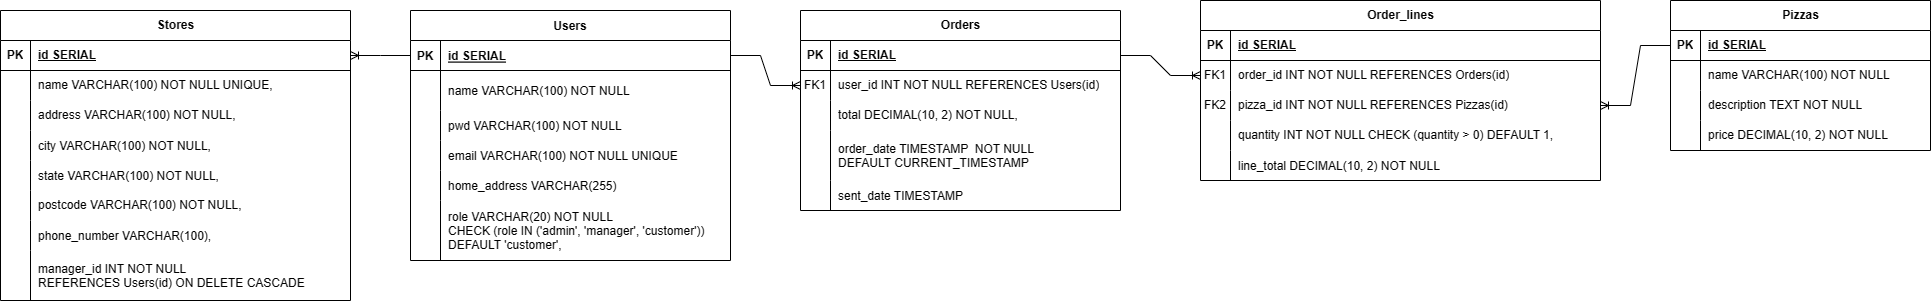 Stores
PK id SERIAL
name VARCHAR(100) NOT NULL UNIQUE,
address VARCHAR(100) NOT NULL,
city VARCHAR(100) NOT NULL,
state VARCHAR(100) NOT NULL,
postcode VARCHAR(100) NOT NULL,
phone_number VARCHAR(100),
manager_id INT NOT NULL
REFERENCES Users(id) ON DELETE CASCADE
Users
PK id SERIAL
name VARCHAR(100) NOT NULL
pwd VARCHAR(100) NOT NULL
email VARCHAR(100) NOT NULL UNIQUE
home_address VARCHAR(255)
role VARCHAR(20) NOT NULL
CHECK (role IN ('admin', 'manager', 'customer'))
DEFAULT 'customer',
Orders
PK id SERIAL
FK1 user_id INT NOT NULL REFERENCES Users(id)
total DECIMAL(10, 2) NOT NULL,
order_date TIMESTAMP  NOT NULL
DEFAULT CURRENT_TIMESTAMP
sent_date TIMESTAMP
Order_lines
PK id SERIAL
FK1 order_id INT NOT NULL REFERENCES Orders(id)
FK2 pizza_id INT NOT NULL REFERENCES Pizzas(id)
quantity INT NOT NULL CHECK (quantity > 0) DEFAULT 1,
line_total DECIMAL(10, 2) NOT NULL
Pizzas
PK id SERIAL
name VARCHAR(100) NOT NULL
description TEXT NOT NULL
price DECIMAL(10, 2) NOT NULL